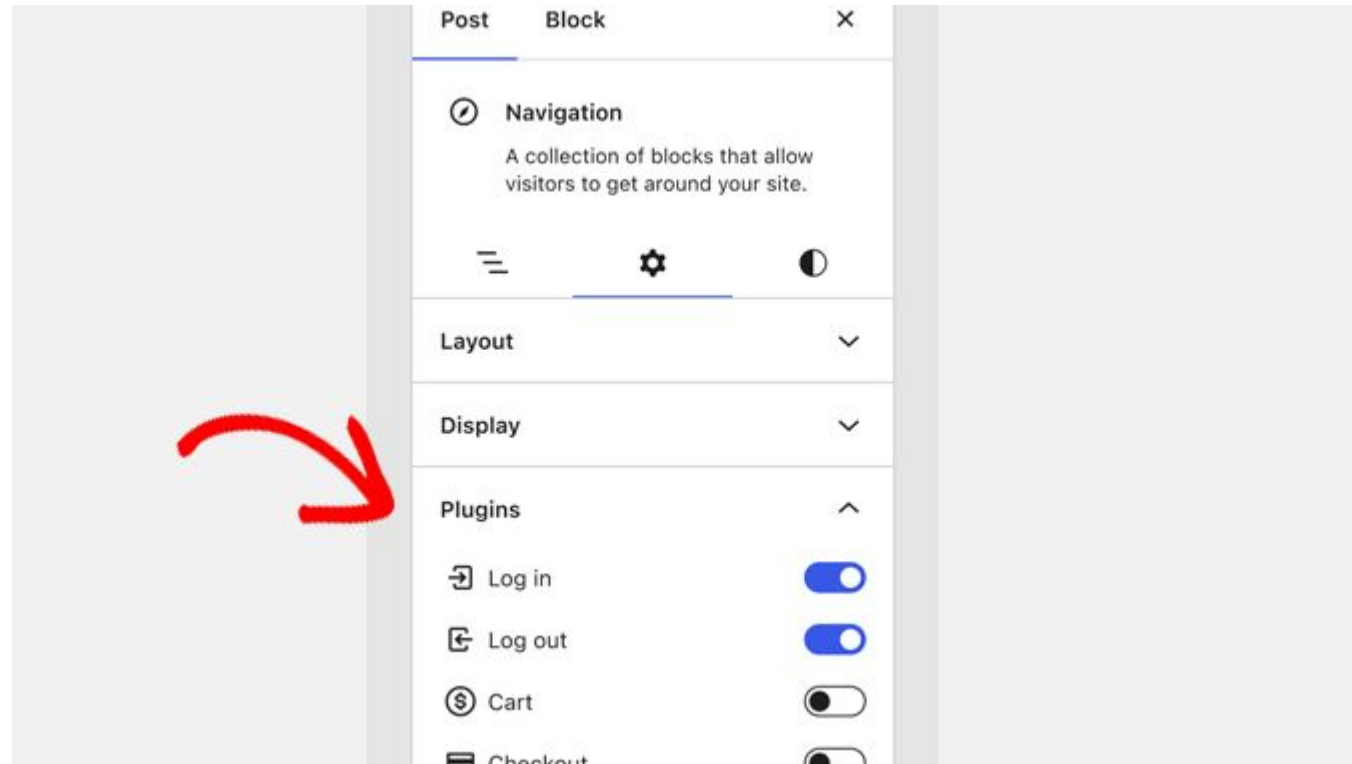 Post Block
Navigation
A collection of blocks that allow
visitors to get around your site.
Layout
Display
Plugins
Log in
Log out
Cart
Checkout